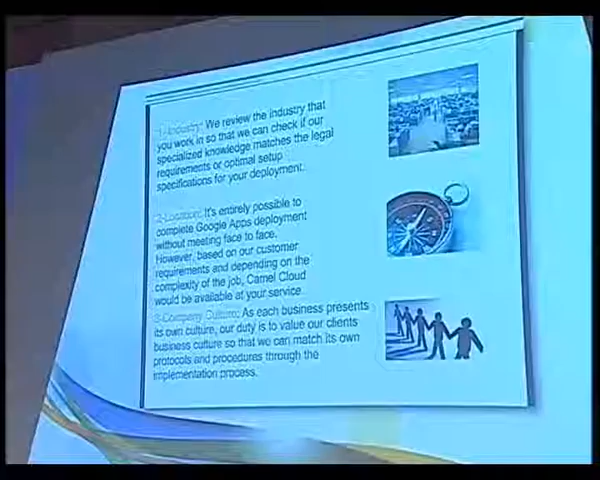 1-Industry: We review the industry that
you work in so that we can check if our
specialized knowledge matches the legal
requirements or optimal setup
specifications for your deployment.
2-Location: It's entirely possible to
complete Google Apps deployment
without meeting face to face.
However, based on our customer
requirements and depending on the
complexity of the job, Camel Cloud
would be available at your service.
3-Company Culture: As each business presents
its own culture, our duty is to value our clients
business culture so that we can match its own
protocols and procedures through the
implementation process.